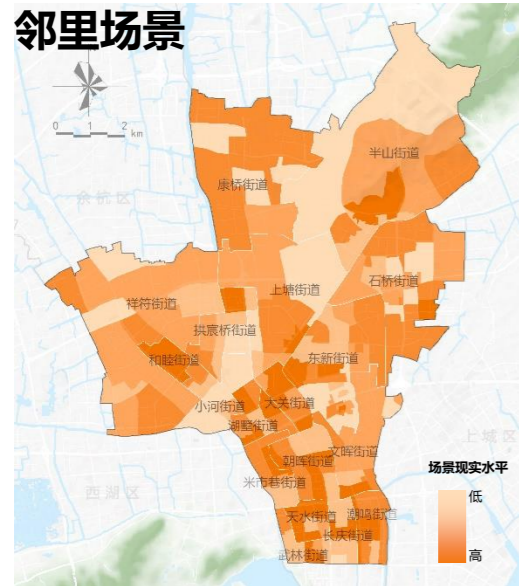 邻里场景
0 1 2 km
半山街道
康桥街道
余杭区
石桥街道
上塘街道
祥符街道
拱宸桥街道
和睦街道
东新街道
小河街道
大关街道
湖墅街道
文晖街道
上城区
朝晖街道
场景现实水平
米市巷街道
西湖区
低
天水街道
潮鸣街道
长庆街道
武林街道
高